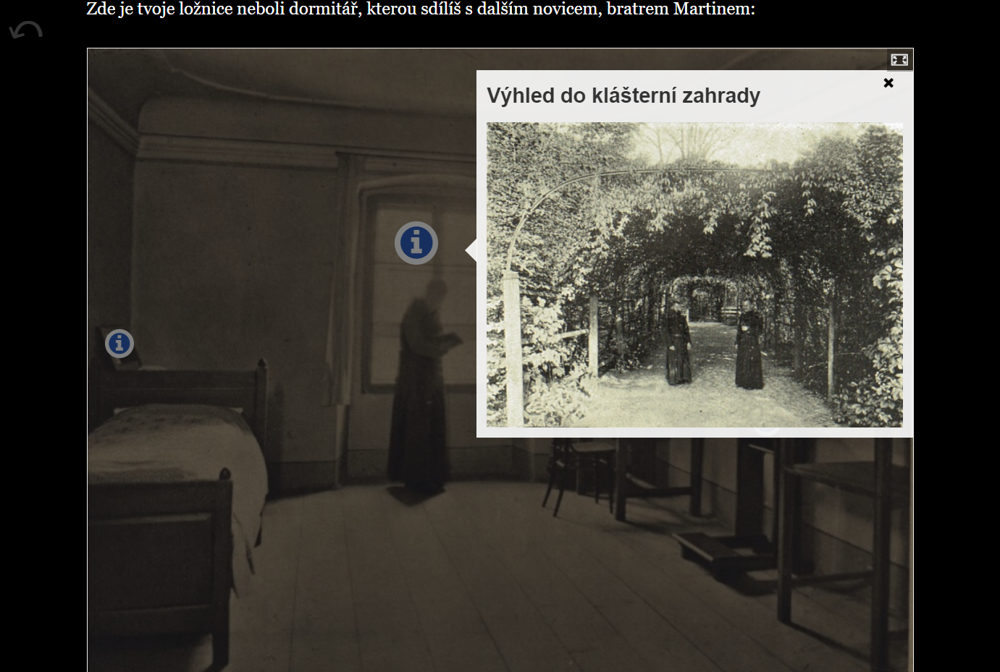 Zde je tvoje ložnice neboli dormitář, kterou sdílíš s dalším novicem, bratrem Martinem:
Výhled do klášterní zahrady